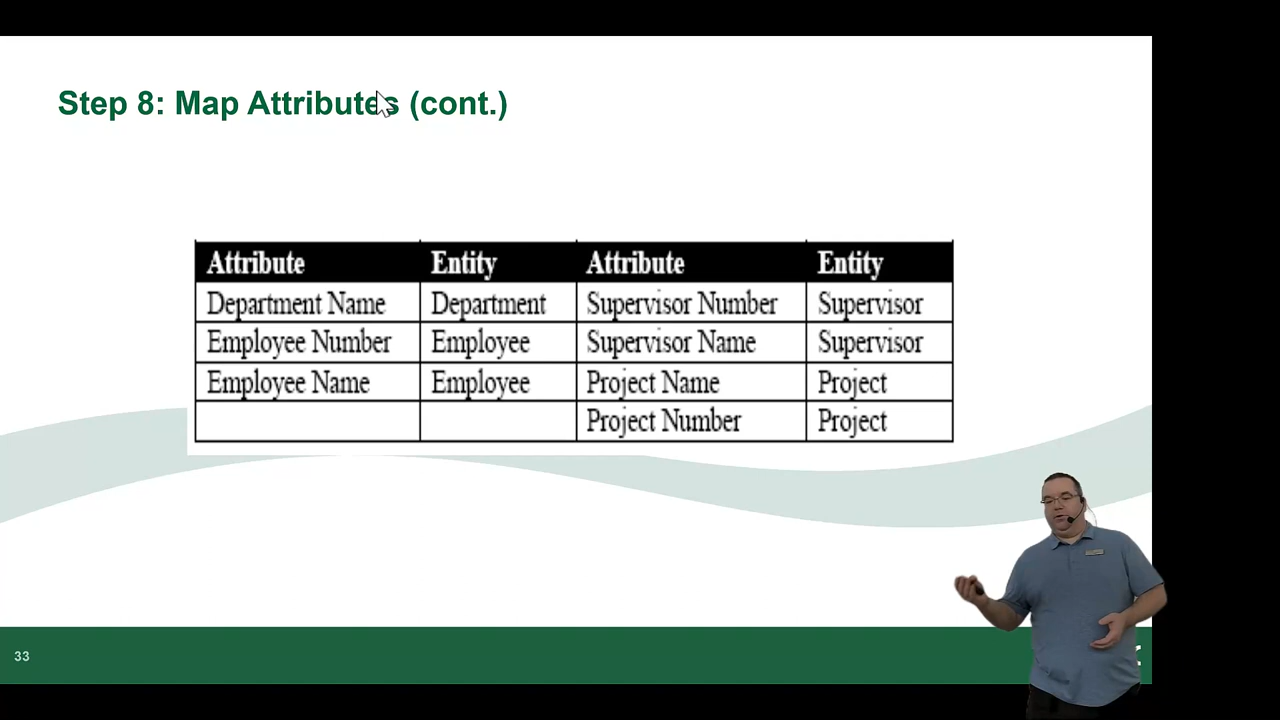 Step 8: Map Attributes (cont.)
Attribute Entity Attribute Entity
Department Name Department Supervisor Number Supervisor
Employee Number Employee Supervisor Name Supervisor
Employee Name Employee Project Name Project
Project Number Project
33